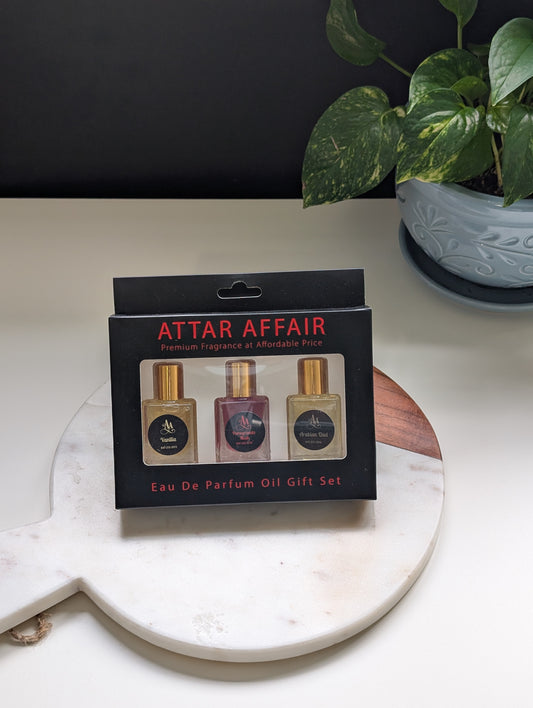 ATTAR AFFAIR
Premium Fragrance at Affordable Price
Vanilla
Arabian Oud
Eau De Parfum Oil Gift Set